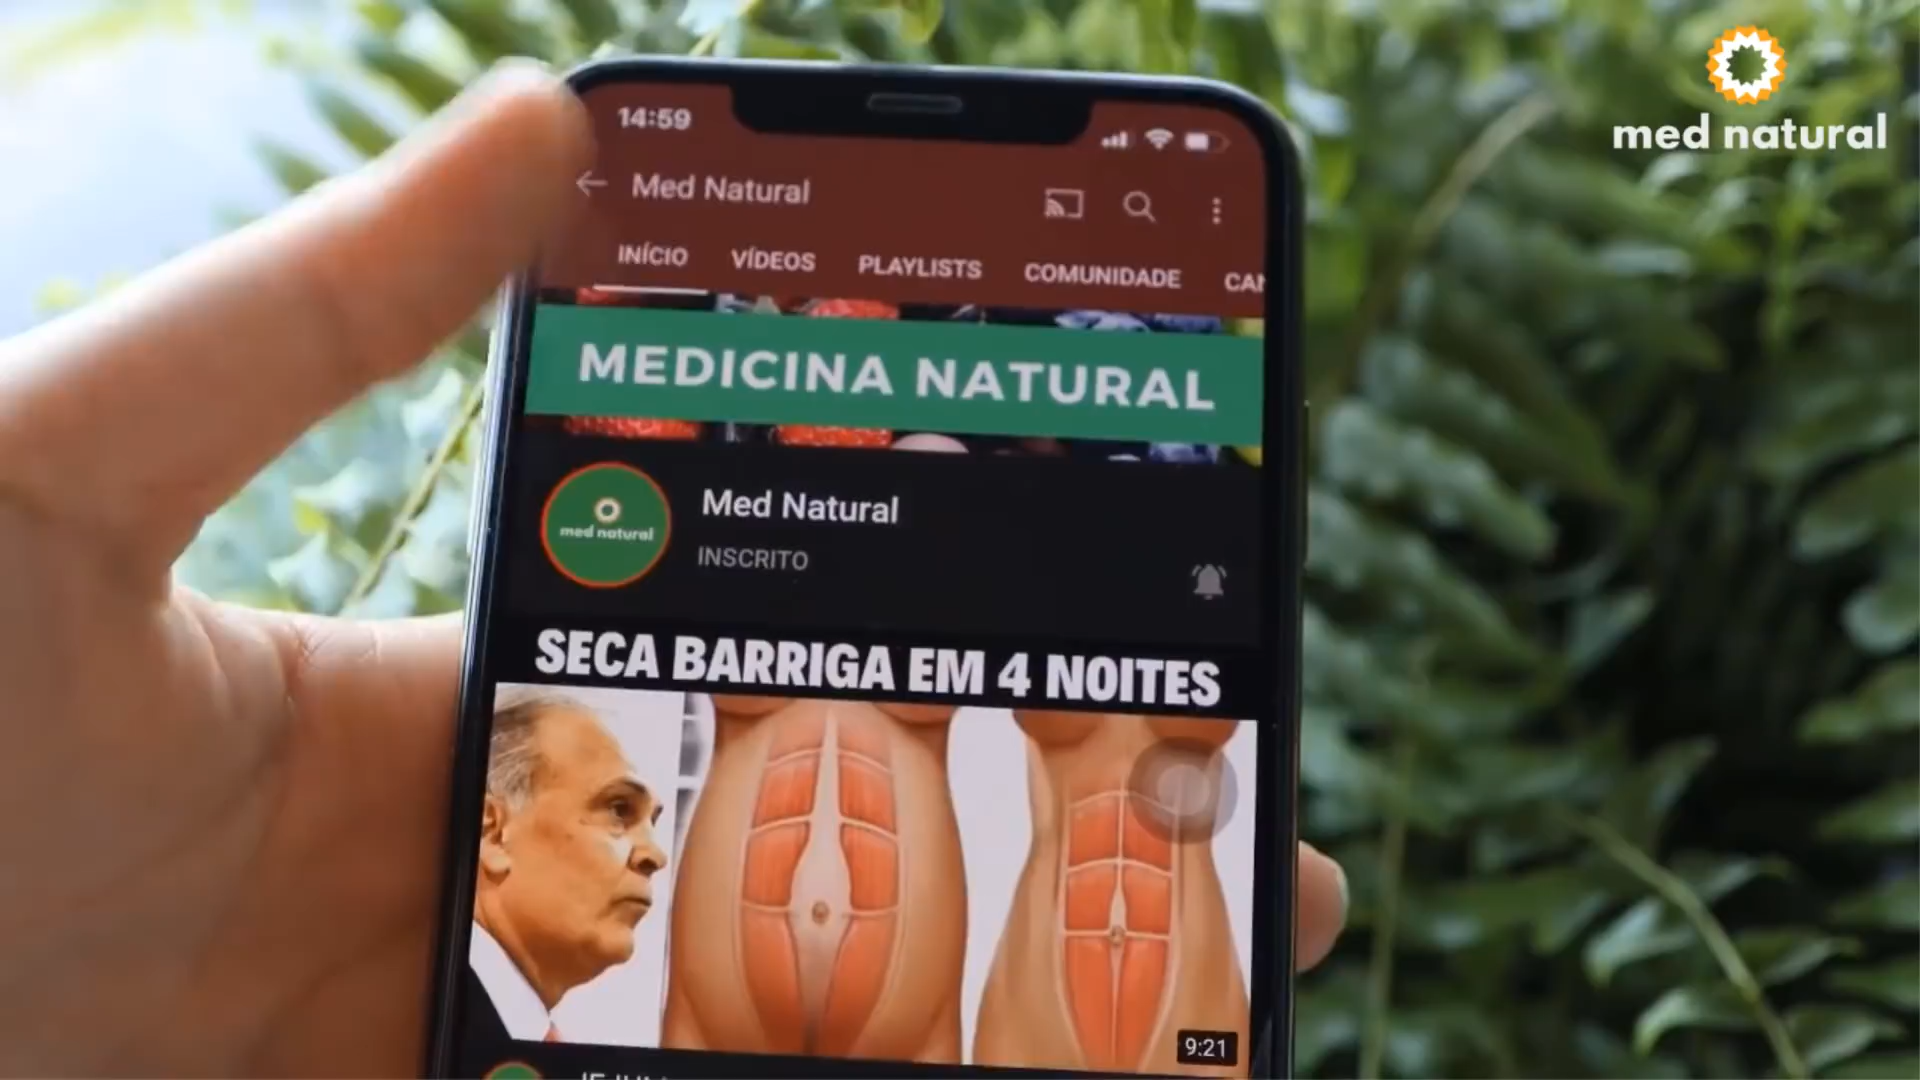 med natural
14:59
Med Natural
INÍCIO VÍDEOS PLAYLISTS COMUNIDADE
MEDICINA NATURAL
med natural
Med Natural
INSCRITO
SECA BARRIGA EM 4 NOITES
9:21